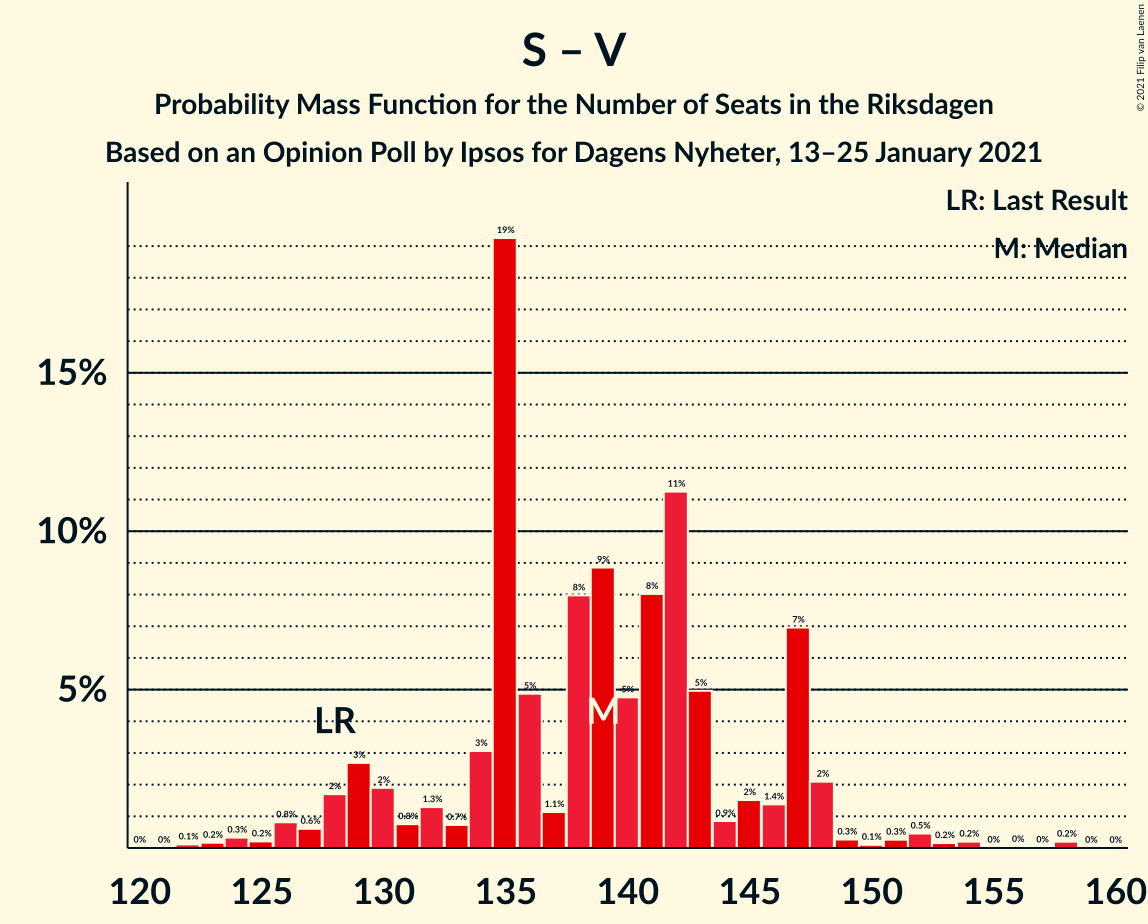 S – V
Probability Mass Function for the Number of Seats in the Riksdagen
Based on an Opinion Poll by Ipsos for Dagens Nyheter, 13–25 January 2021
© 2021 Filip van Laenen
LR: Last Result
M: Median
15%
10%
5%
LR
M
0% 0% 0.1% 0.2% 0.3% 0.2% 0.8% 0.6% 2% 3% 2% 0.8% 1.3% 0.7% 3% 19% 5% 1.1% 8% 9% 5% 8% 11% 5% 0.9% 2% 1.4% 7% 2% 0.3% 0.1% 0.3% 0.5% 0.2% 0.2% 0% 0% 0% 0.2% 0% 0%
120 125 130 135 140 145 150 155 160